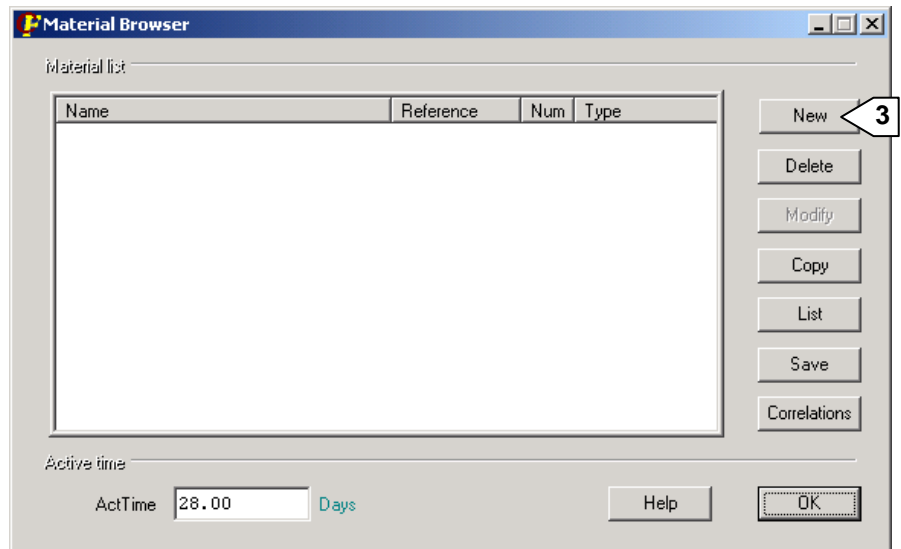 Material Browser
Material list
Name Reference Num Type
New 3
Delete
Modify
Copy
List
Save
Correlations
Active time
ActTime 28.00 Days Help OK